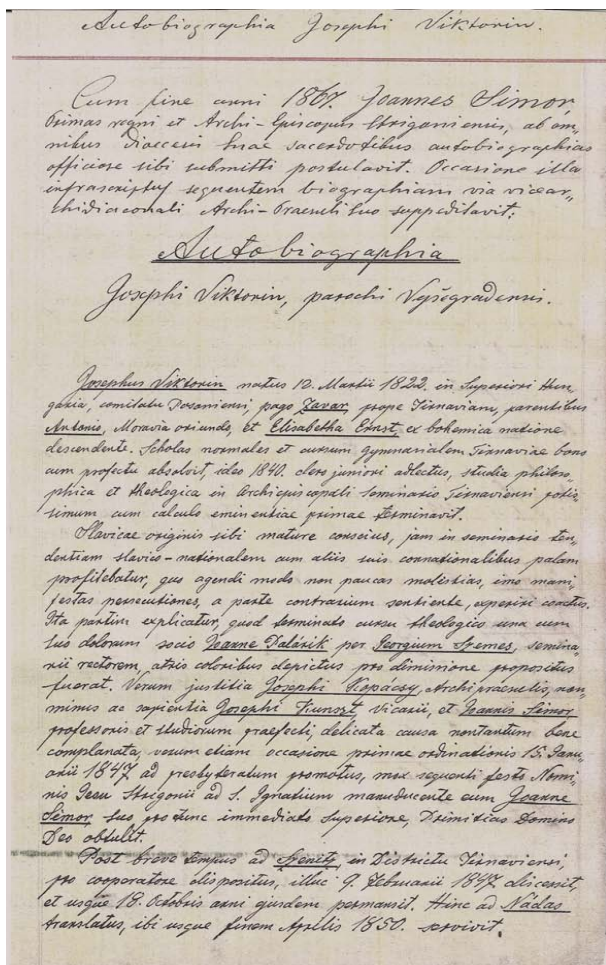 Autobiographia Josephi Viktorin.
Cum fine anni 1867. Joannes Simor
Primas regni et Archi-Episcopus Strigoniensis, ab om„
nibus Dioecesis suae sacerdotibus autobiographias
officiose sibi submitti postulavit. Occasione illa
infrascriptus sequentem biographiam via vicear„
chidiaconali Archi-Praesuli suo suppeditavit:
Autobiographia
Josephi Viktorin, parochi Vyšegradensis.
Josephus Viktorin natus 12. Martii 1822. in Superiori Hun„
garia, comitatu Posoniensi, pago Zavar, prope Tirnaviam, parentibus
Antonio, Moravia oriundo, et Elisabetha Ernst, ex bohemica natione
descendente. Scholas normales et cursum gymnasialem Tirnaviae bono
cum profectu absolvit, ideo 1840. clero juniori adlectus, studia philoso„
phica et theologica in Archiepiscopali Seminario Tirnaviensi potis„
simum cum calculo eminentiae primae terminavit.
Slavicae originis sibi mature conscius, jam in seminario ten„
dentiam slavico-nationalem cum aliis suis connationalibus palam
profitebatur, quo agendi modo non paucas molestias, imo mani„
festas persecutiones, a parte contrarium sentiente, experiri coactus.
Ita partim explicatur, quod terminato cursu theologico una cum
suo dolorum socio Joanne Palárik per Georgium Szemes, semina„
rii rectorem, atris coloribus depictus pro dimissione propositus
fuerat. Verum justitia Josephi Kopácsy, Archipraesulis, non
minus ac sapientia Josephi Kunszt, Vicarii, et Joannis Simor
professoris et studiorum praefecti, delicata causa nontantum bene
complanata, verum etiam occasione primae ordinationis 15. Janu„
arii 1847 ad presbyteratum promotus, mox sequenti festo Nomi„
nis Jesu Strigonii ad S. Ignatium manuducente eum Joanne
Simor suo pro tunc immediato superiore, Primitias Domino
Deo obtulit.
Post breve tempus ad Szenitz in Districtu Tirnaviensi
pro cooperatore dispositus, illuc 9. Februarii 1847 discessit,
et usque 18. Octobris anni ejusdem permansit. Hinc ad Nádas
translatus, ibi usque finem Aprilis 1850. servivit.